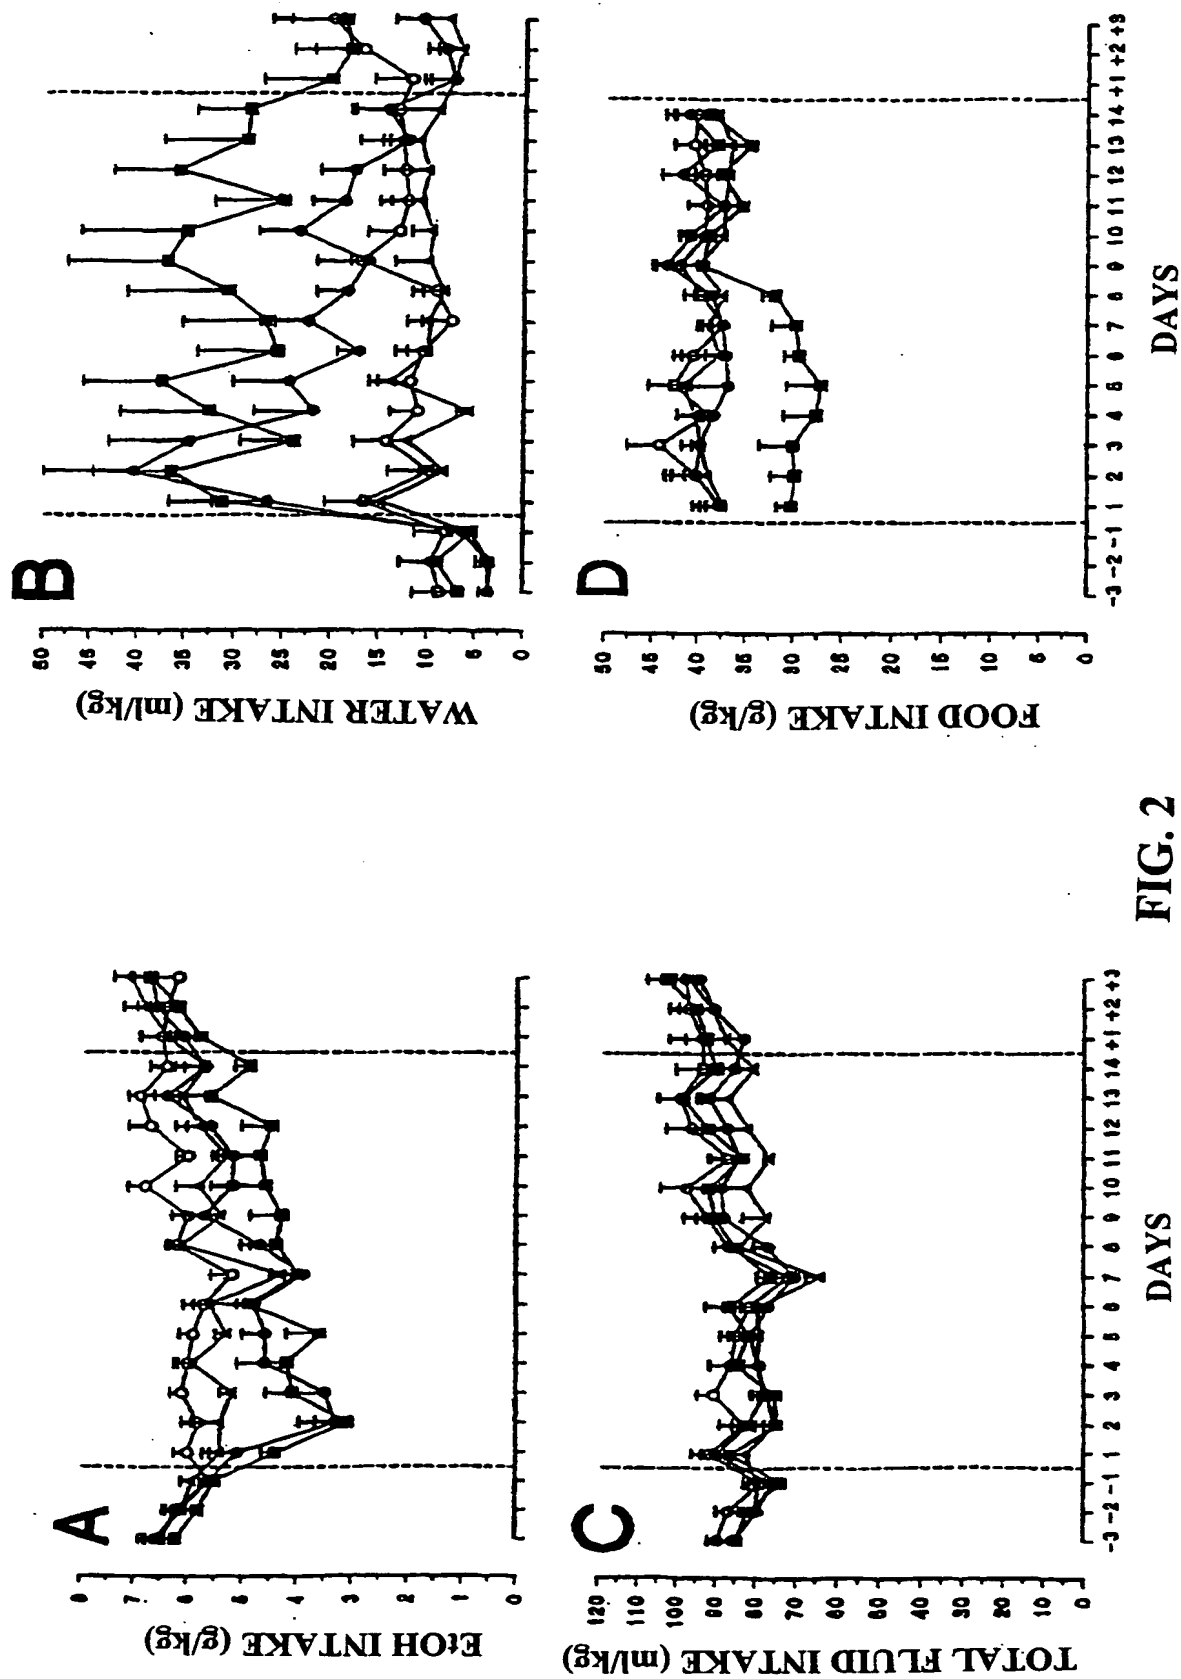 A
EtOH INTAKE (g/kg)
8 7 6 5 4 3 2 1 0
B
WATER INTAKE (ml/kg)
50 45 40 35 30 25 20 15 10 5 0
C
TOTAL FLUID INTAKE (ml/kg)
120 110 100 90 80 70 60 50 40 30 20 10 0
-3 -2 -1 1 2 3 4 5 6 7 8 9 10 11 12 13 14 +1 +2 +3
DAYS
D
FOOD INTAKE (g/kg)
50 45 40 35 30 25 20 15 10 5 0
-3 -2 -1 1 2 3 4 5 6 7 8 9 10 11 12 13 14 +1 +2 +3
DAYS
FIG. 2